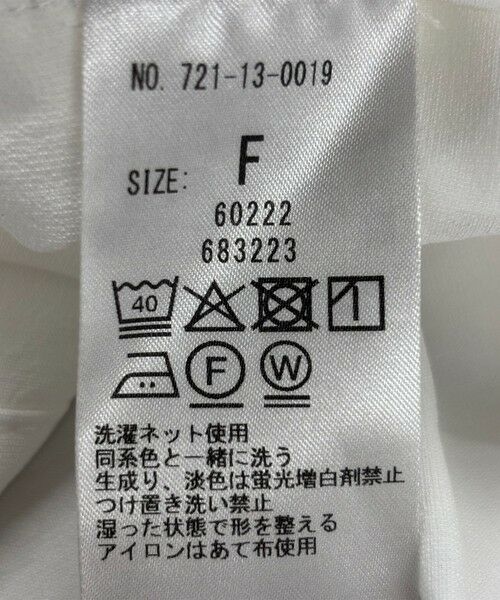 NO. 721-13-0019
SIZE: F
60222
683223
40
F W
洗濯ネット使用
同系色と一緒に洗う
生成り、淡色は蛍光増白剤禁止
つけ置き洗い禁止
湿った状態で形を整える
アイロンはあて布使用